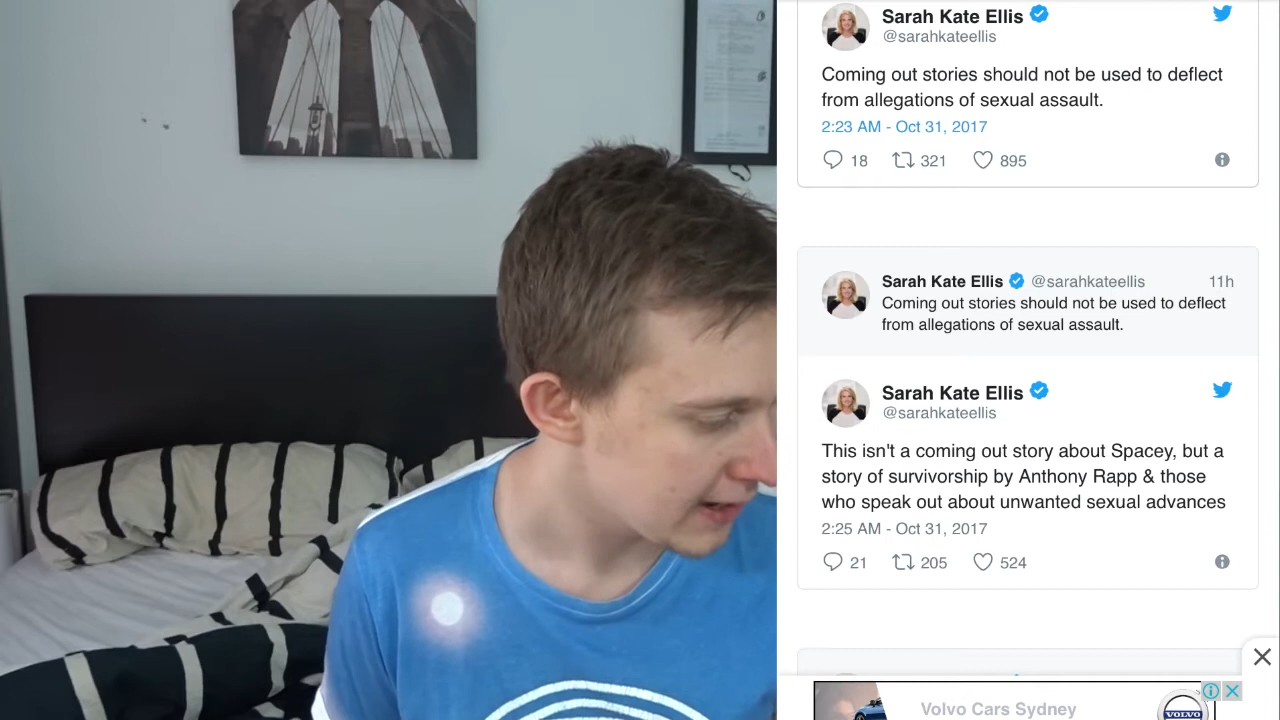 Sarah Kate Ellis
@sarahkateellis
Coming out stories should not be used to deflect
from allegations of sexual assault.
2:23 AM - Oct 31, 2017
18 321 895
Sarah Kate Ellis @sarahkateellis 11h
Coming out stories should not be used to deflect
from allegations of sexual assault.
Sarah Kate Ellis
@sarahkateellis
This isn't a coming out story about Spacey, but a
story of survivorship by Anthony Rapp & those
who speak out about unwanted sexual advances
2:25 AM - Oct 31, 2017
21 205 524
Volvo Cars Sydney
VOLVO